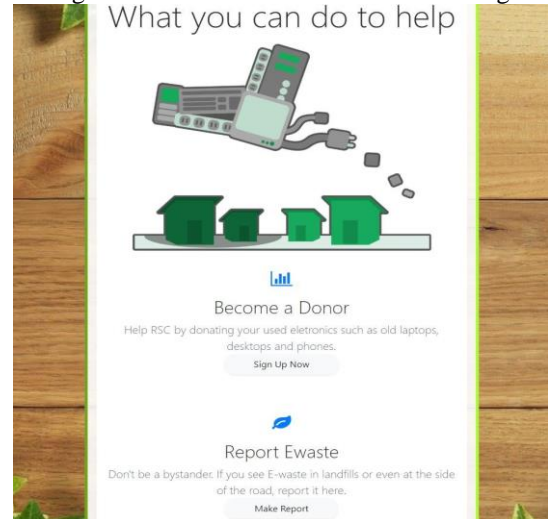 What you can do to help
Become a Donor
Help RSC by donating your used eletronics such as old laptops,
desktops and phones.
Sign Up Now
Report Ewaste
Don't be a bystander. If you see E-waste in landfills or even at the side
of the road, report it here.
Make Report